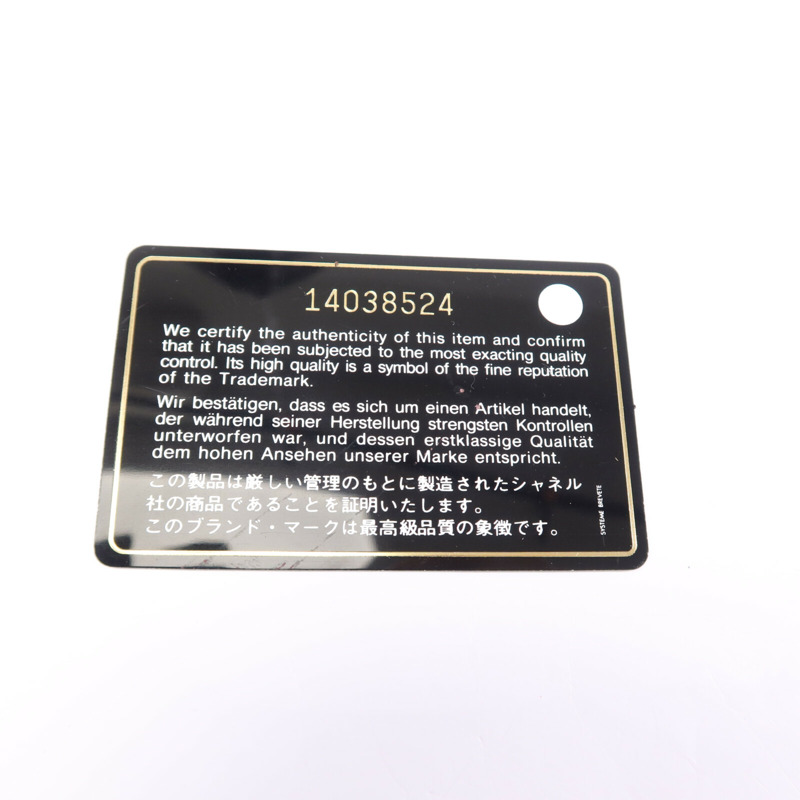 14038524
We certify the authenticity of this item and confirm
that it has been subjected to the most exacting quality
control. Its high quality is a symbol of the fine reputation
of the Trademark.
Wir bestätigen, dass es sich um einen Artikel handelt,
der während seiner Herstellung strengsten Kontrollen
unterworfen war, und dessen erstklassige Qualität
dem hohen Ansehen unserer Marke entspricht.
この製品は厳しい管理のもとに製造されたシャネル
社の商品であることを証明いたします。
このブランド・マークは最高級品質の象徴です。
SYSTEME BREVETE